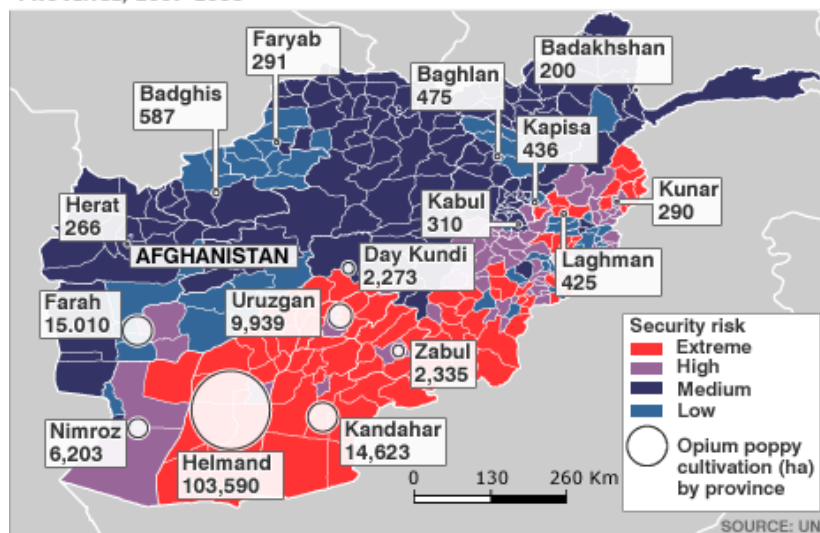 Faryab
291
Badakhshan
200
Baghlan
475
Badghis
587
Kapisa
436
Kunar
290
Herat
266
Kabul
310
AFGHANISTAN
Day Kundi
2,273
Laghman
425
Farah
15.010
Uruzgan
9,939
Zabul
2,335
Nimroz
6,203
Helmand
103,590
Kandahar
14,623
Security risk
Extreme
High
Medium
Low
Opium poppy
cultivation (ha)
by province
0 130 260 Km
SOURCE: UN